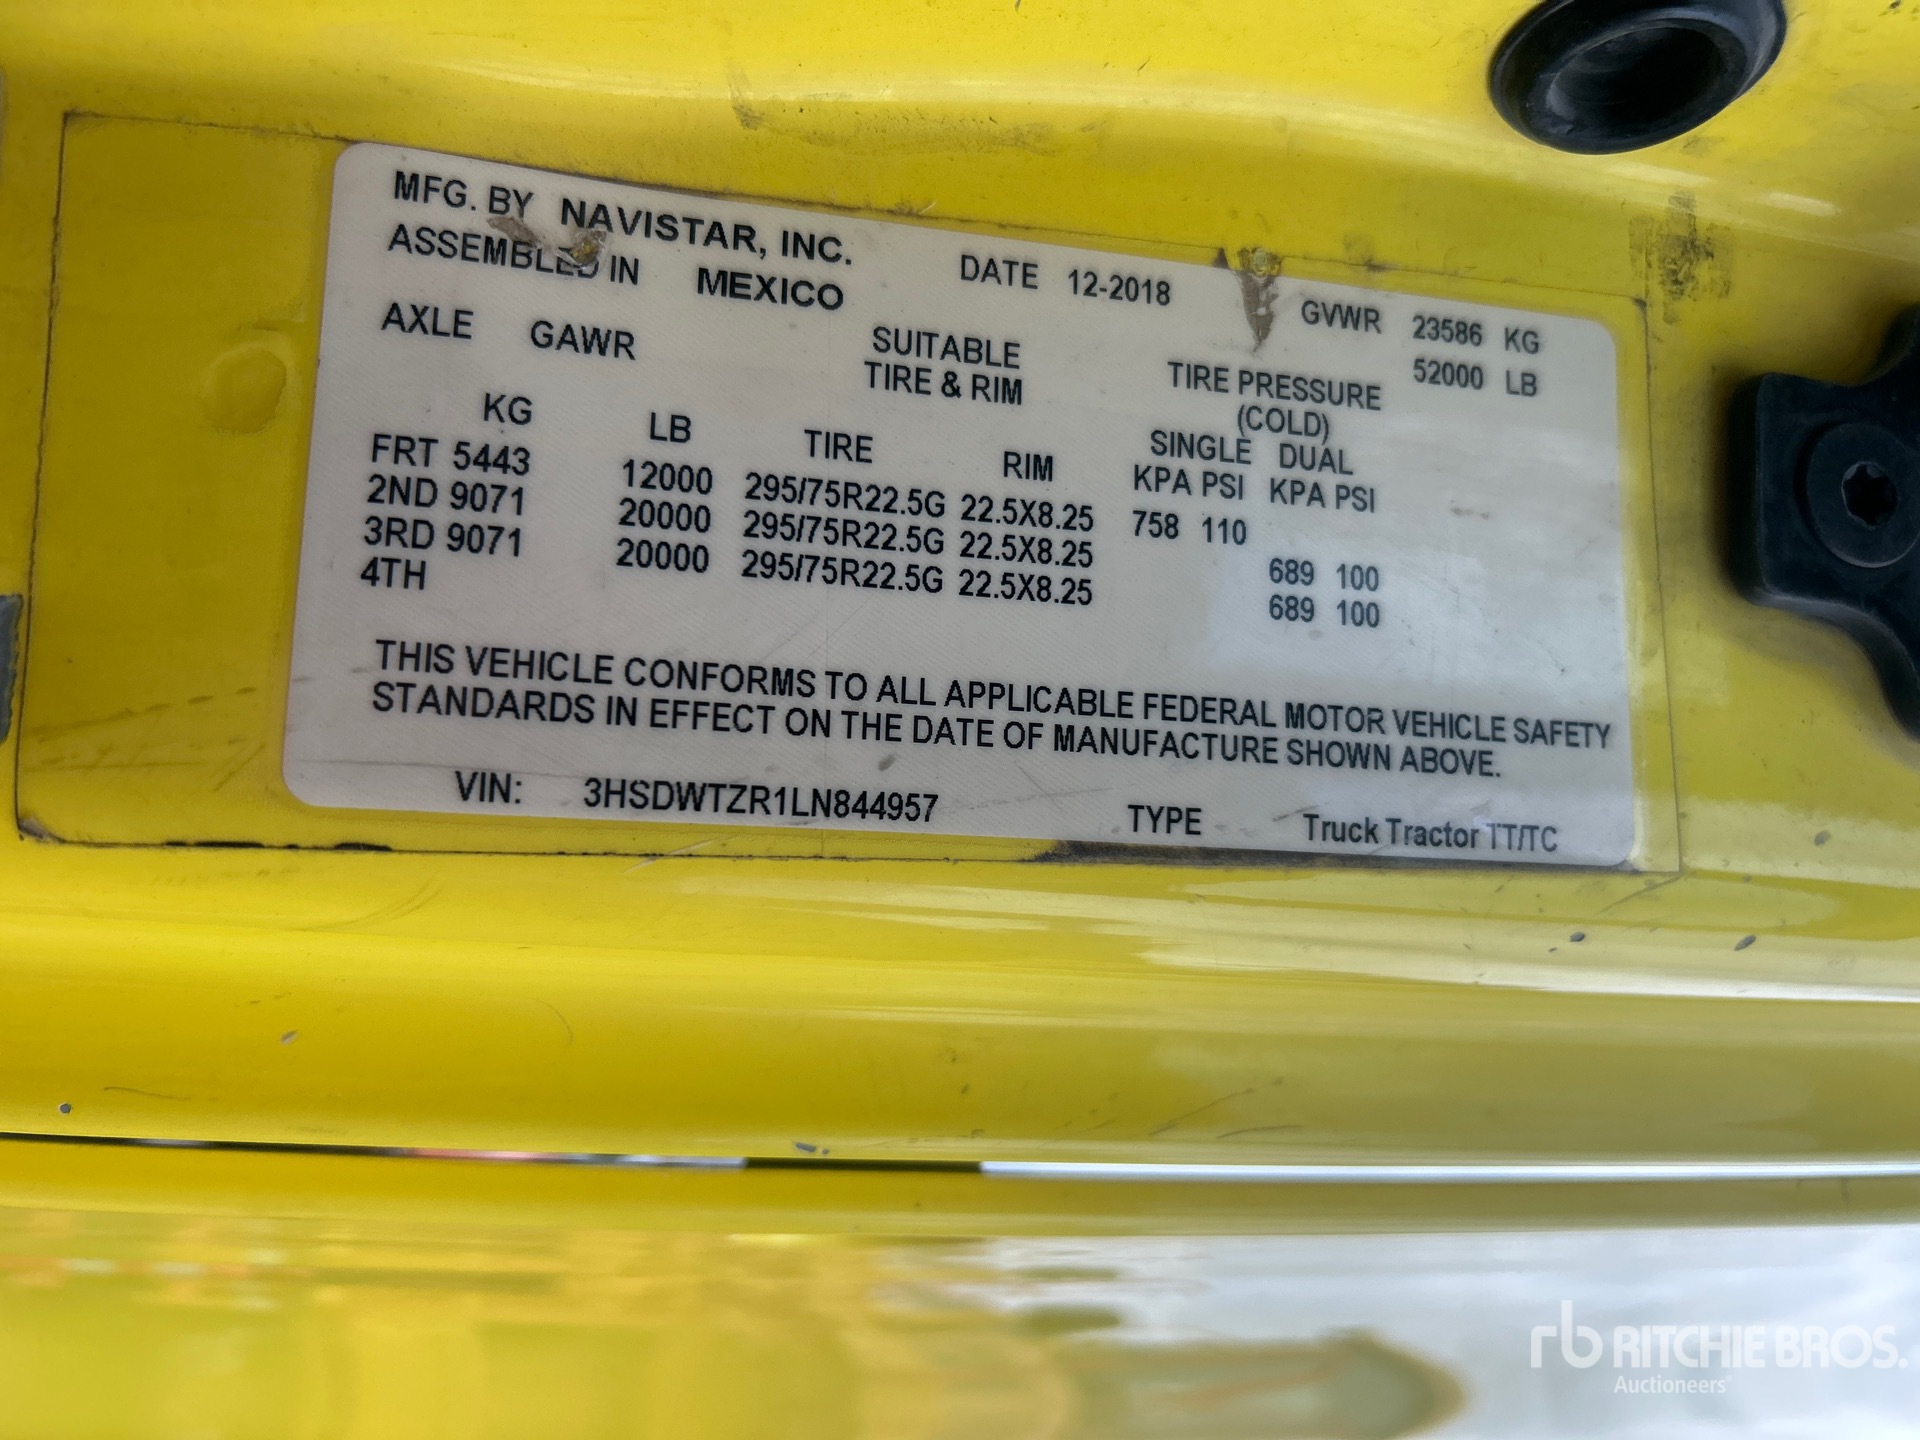 MFG. BY NAVISTAR, INC.
ASSEMBLED IN MEXICO
DATE 12-2018
GVWR 23586 KG
52000 LB
AXLE GAWR SUITABLE TIRE & RIM TIRE PRESSURE (COLD)
KG LB TIRE RIM SINGLE DUAL
KPA PSI KPA PSI
FRT 5443 12000 295/75R22.5G 22.5X8.25 758 110
2ND 9071 20000 295/75R22.5G 22.5X8.25 689 100
3RD 9071 20000 295/75R22.5G 22.5X8.25 689 100
4TH
THIS VEHICLE CONFORMS TO ALL APPLICABLE FEDERAL MOTOR VEHICLE SAFETY
STANDARDS IN EFFECT ON THE DATE OF MANUFACTURE SHOWN ABOVE.
VIN: 3HSDWTZR1LN844957 TYPE Truck Tractor TT/TC
rb RITCHIE BROS.
Auctioneers